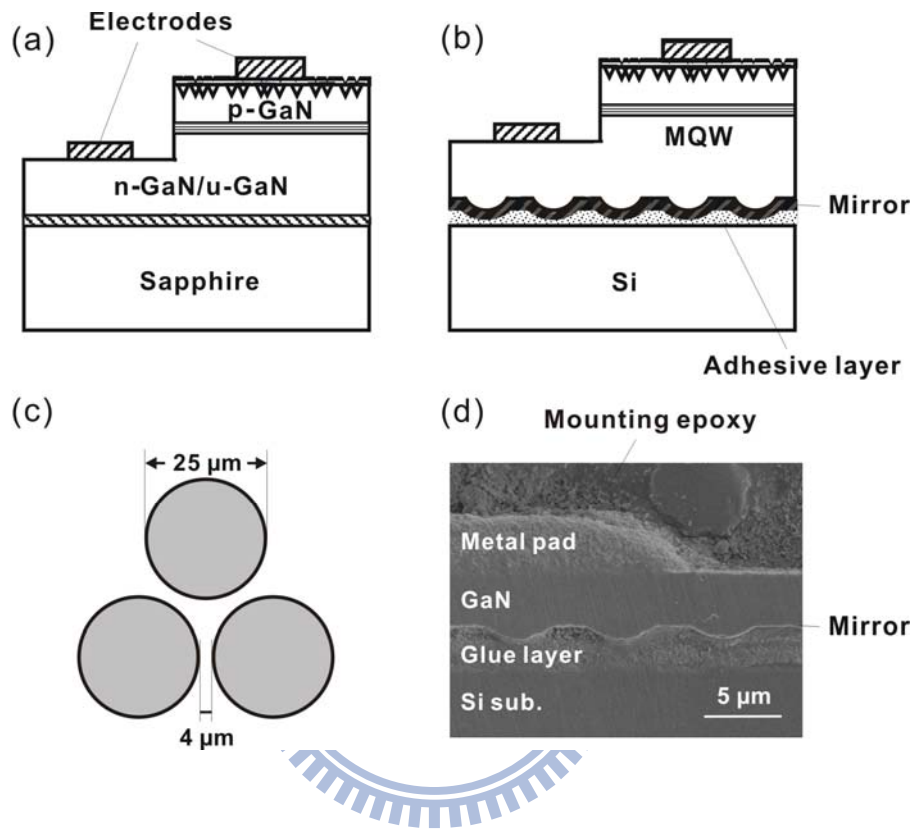 (a)
Electrodes
p-GaN
n-GaN/u-GaN
Sapphire
(b)
MQW
Mirror
Si
Adhesive layer
(c)
25 μm
4 μm
(d)
Mounting epoxy
Metal pad
GaN
Mirror
Glue layer
Si sub.
5 μm